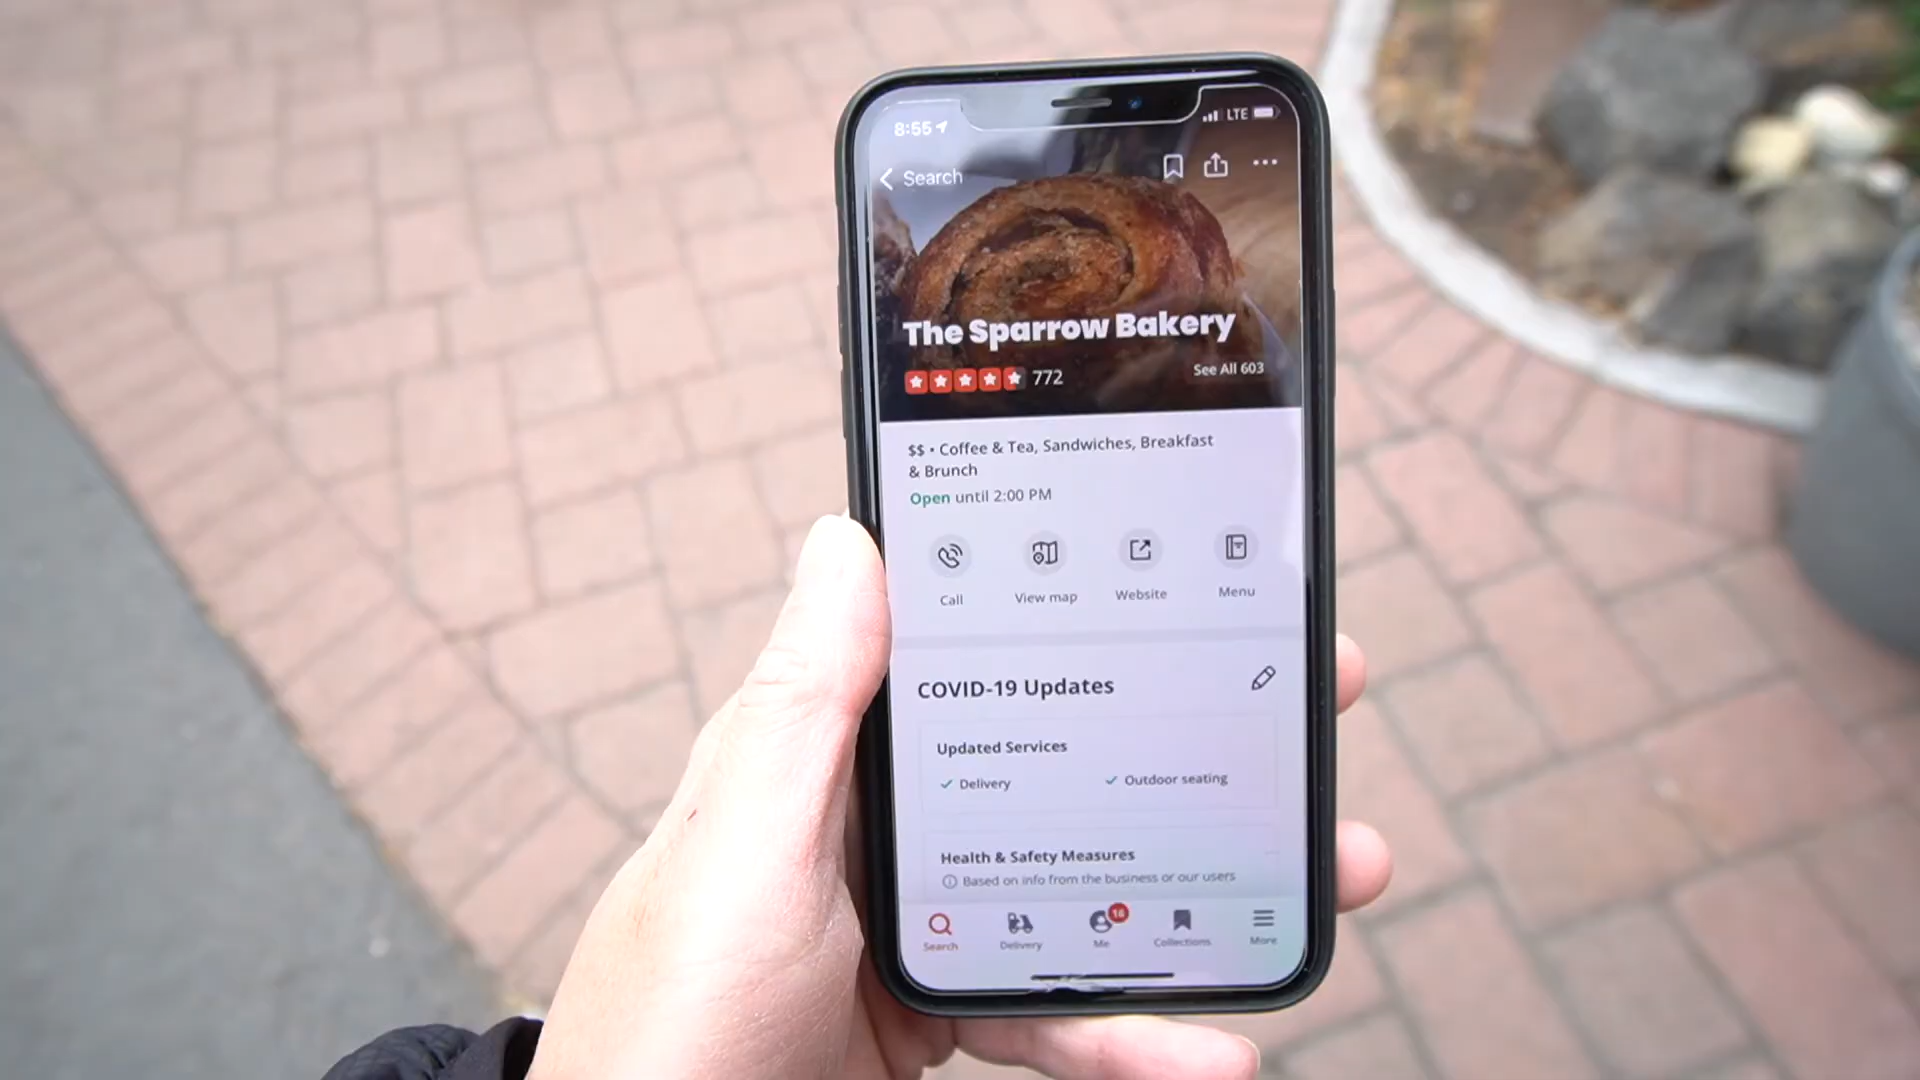 8:55
LTE
Search
The Sparrow Bakery
772
See All 603
$$ • Coffee & Tea, Sandwiches, Breakfast
& Brunch
Open until 2:00 PM
Call
View map
Website
Menu
COVID-19 Updates
Updated Services
Delivery
Outdoor seating
Health & Safety Measures
Based on info from the business or our users
16
Search
Delivery
Me
Collections
More